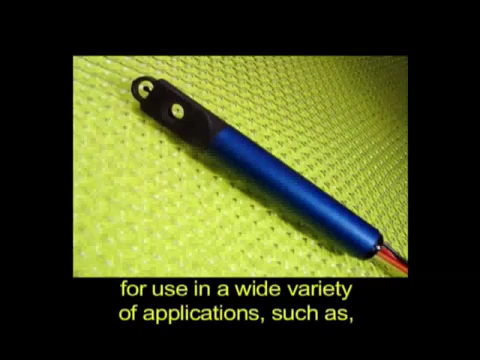 for use in a wide variety
of applications, such as,